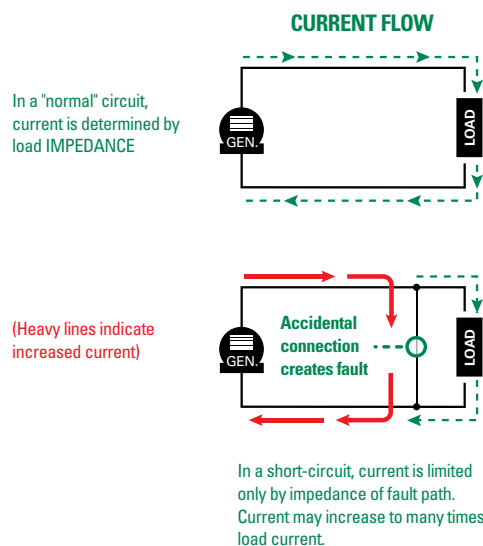 CURRENT FLOW
In a "normal" circuit,
current is determined by
load IMPEDANCE
GEN.
LOAD
(Heavy lines indicate
increased current)
GEN.
Accidental
connection
creates fault
LOAD
In a short-circuit, current is limited
only by impedance of fault path.
Current may increase to many times
load current.